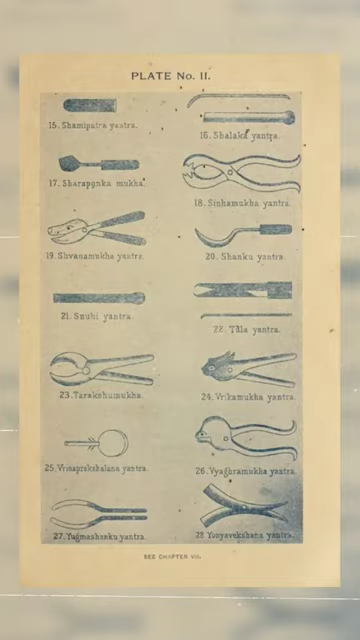 PLATE No. II.
15. Shamipatra yantra.
16. Shalaka yantra.
17. Sharapunka mukha.
18. Sinhamukha yantra.
19. Shvanamukha yantra.
20. Shanku yantra.
21. Snuhi yantra.
22. Tâla yantra.
23. Tarakshumukha.
24. Vrikamukha yantra.
25. Vrinaprakshalana yantra.
26. Vyaghramukha yantra.
27. Yugmashanku yantra.
28 Yonyavekshana yantra.
SEE CHAPTER VII.